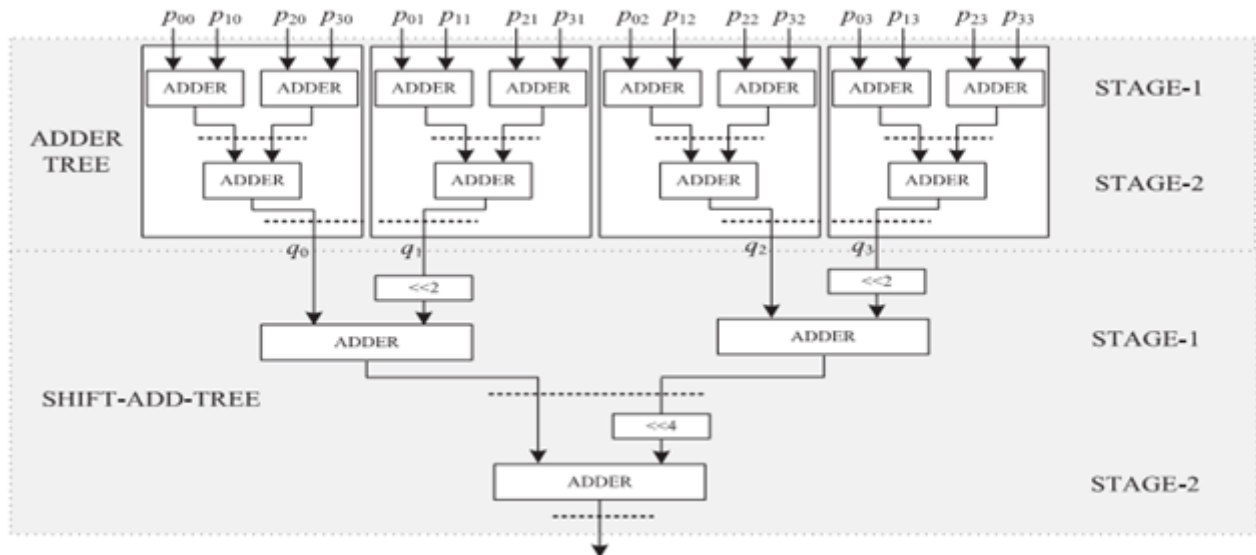 p00 p10 p20 p30 p01 p11 p21 p31 p02 p12 p22 p32 p03 p13 p23 p33
ADDER ADDER ADDER ADDER ADDER ADDER ADDER ADDER STAGE-1
ADDER
TREE
ADDER ADDER ADDER ADDER STAGE-2
q0 q1 q2 q3
<<2 <<2
ADDER ADDER STAGE-1
SHIFT-ADD-TREE
<<4
ADDER STAGE-2